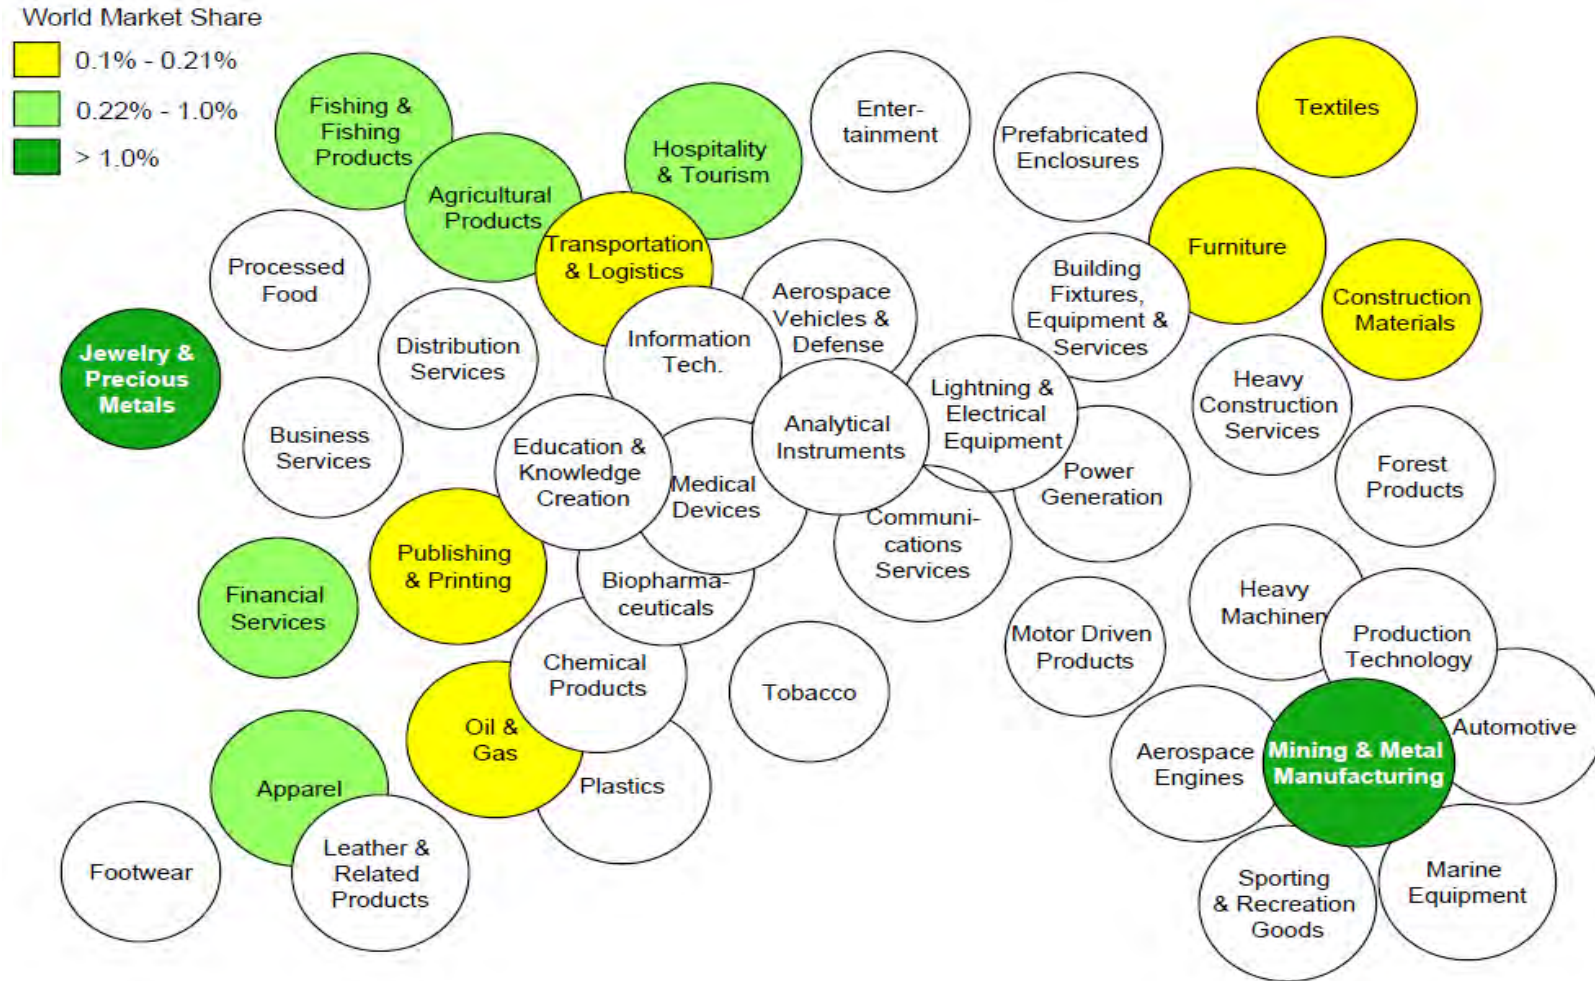 World Market Share
0.1% - 0.21%
0.22% - 1.0%
> 1.0%
Fishing &
Fishing
Products
Agricultural
Products
Hospitality
& Tourism
Transportation
& Logistics
Enter-
tainment
Prefabricated
Enclosures
Textiles
Furniture
Construction
Materials
Building
Fixtures,
Equipment &
Services
Processed
Food
Distribution
Services
Information
Tech.
Aerospace
Vehicles &
Defense
Lightning &
Electrical
Equipment
Heavy
Construction
Services
Jewelry &
Precious
Metals
Business
Services
Education &
Knowledge
Creation
Medical
Devices
Analytical
Instruments
Power
Generation
Forest
Products
Communi-
cations
Services
Publishing
& Printing
Biopharma-
ceuticals
Financial
Services
Chemical
Products
Tobacco
Motor Driven
Products
Heavy
Machinery
Production
Technology
Automotive
Oil &
Gas
Plastics
Aerospace
Engines
Mining & Metal
Manufacturing
Apparel
Footwear
Leather &
Related
Products
Sporting
& Recreation
Goods
Marine
Equipment